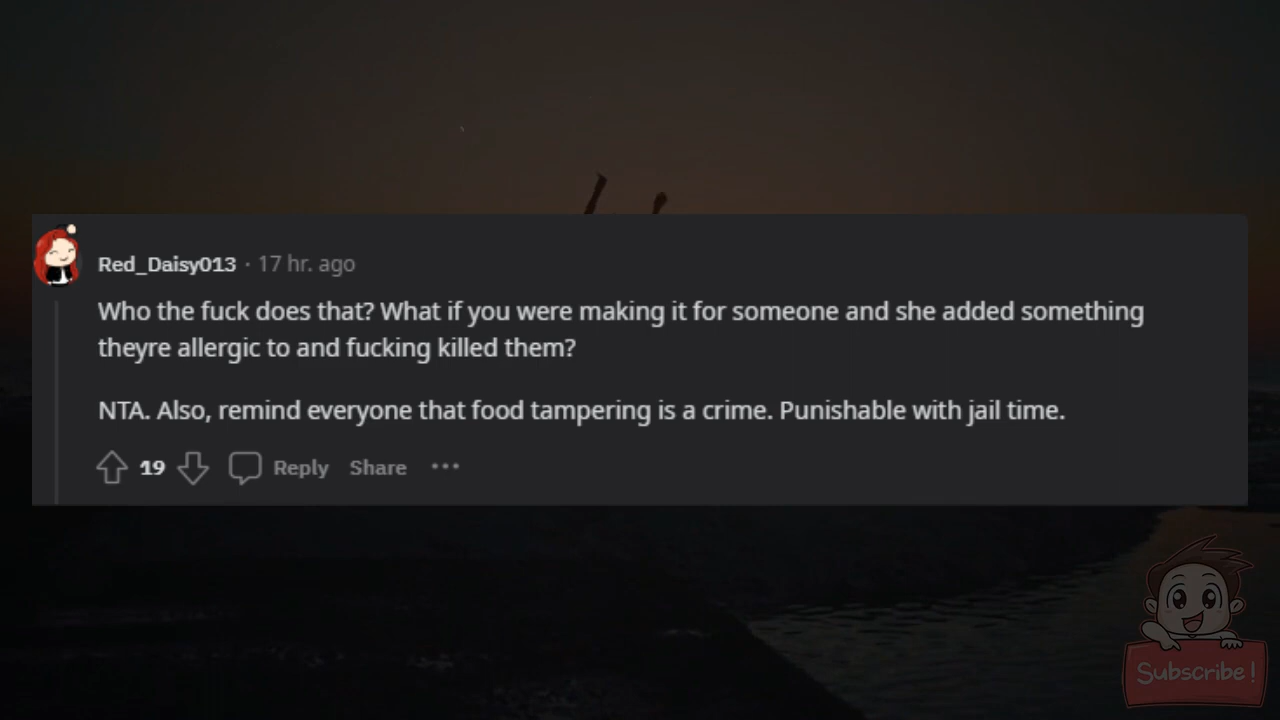 Red_Daisy013 · 17 hr. ago
Who the fuck does that? What if you were making it for someone and she added something
theyre allergic to and fucking killed them?
NTA. Also, remind everyone that food tampering is a crime. Punishable with jail time.
19 Reply Share ···
Subscribe!